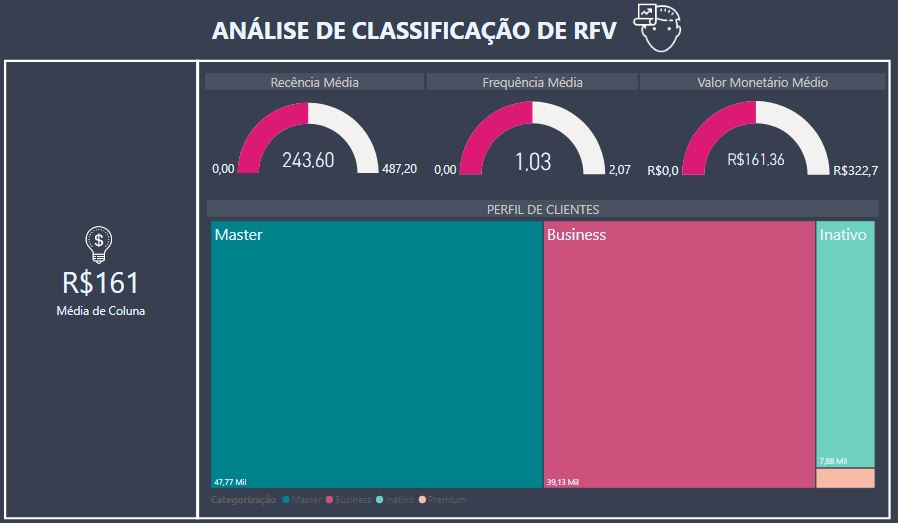 ANÁLISE DE CLASSIFICAÇÃO DE RFV
Recência Média
Frequência Média
Valor Monetário Médio
243,60
0,00
487,20
1,03
0,00
2,07
R$161,36
R$0,0
R$322,7
$
R$161
Média de Coluna
PERFIL DE CLIENTES
Master
Business
Inativo
47,77 Mil
39,13 Mil
7,88 Mil
Categorização Master Business Inativo Premium